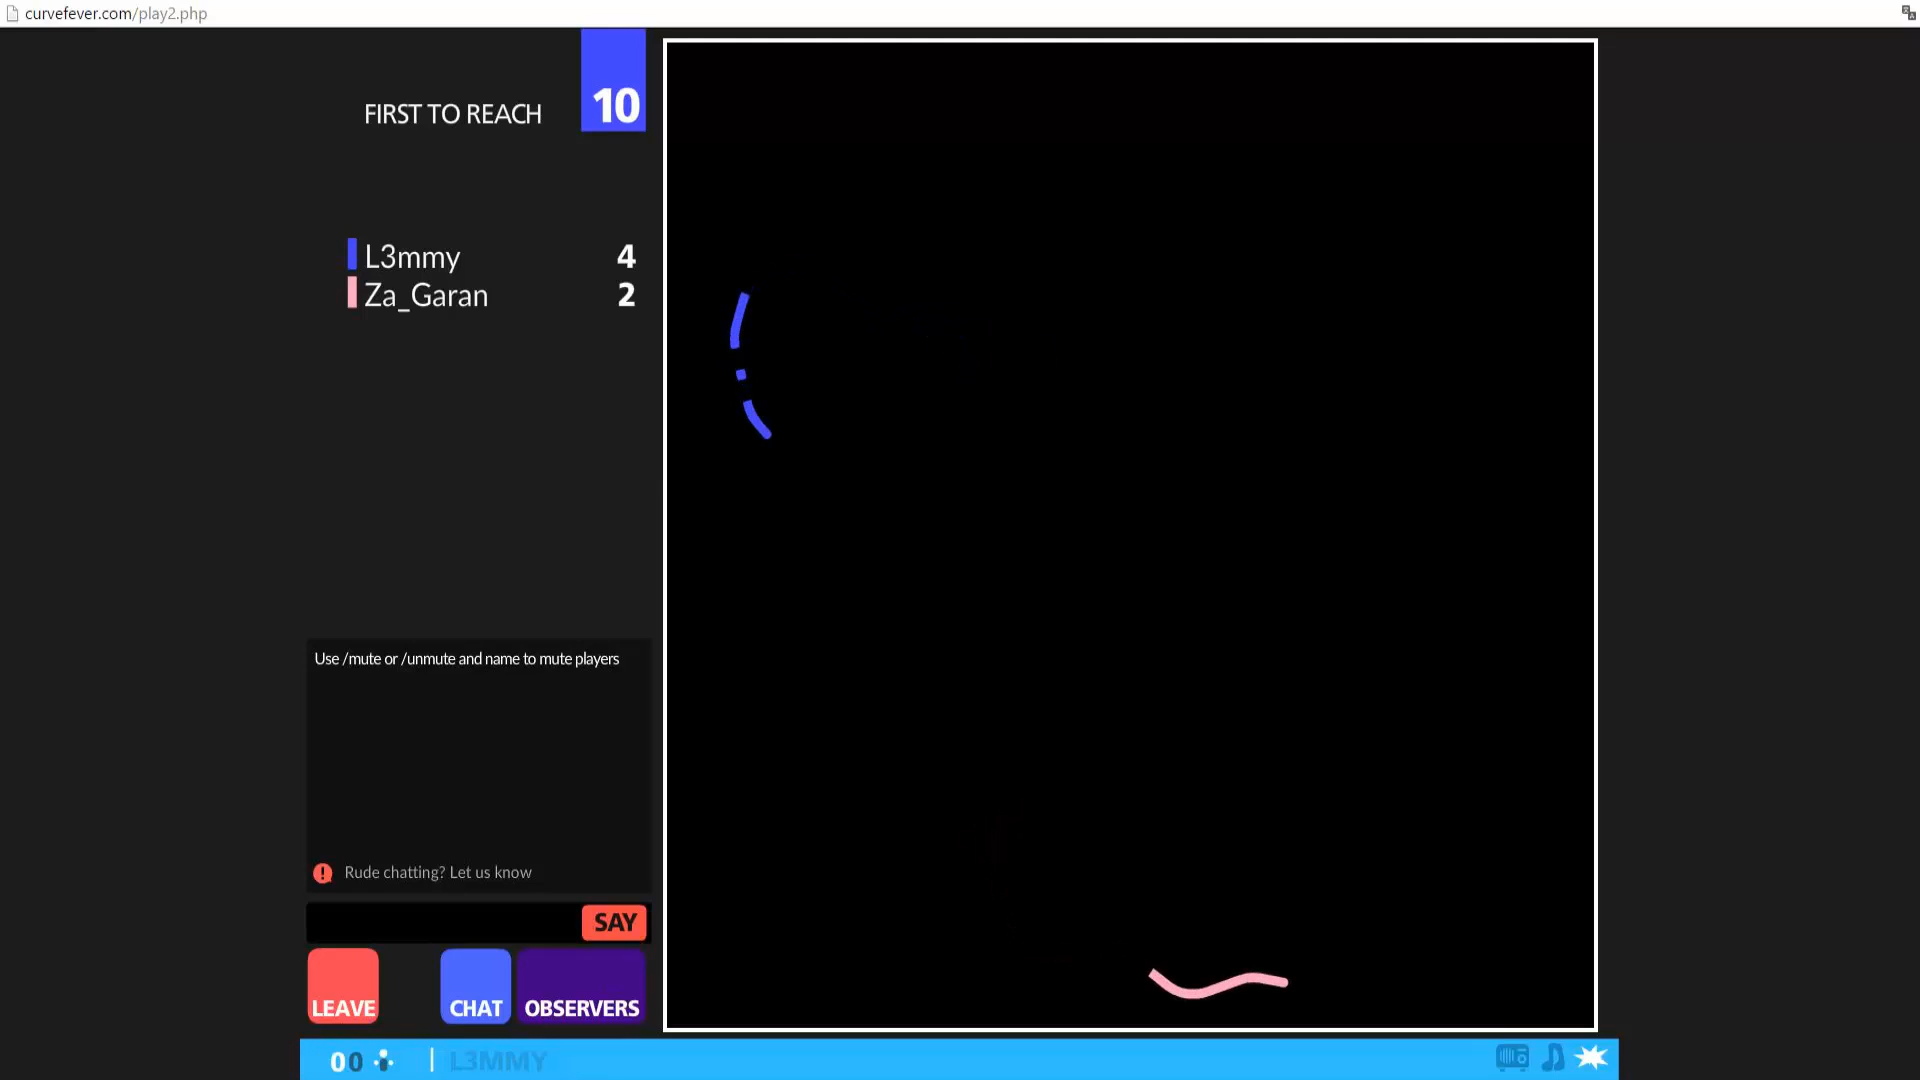 curvefever.com/play2.php
FIRST TO REACH 10
L3mmy 4
Za_Garan 2
Use /mute or /unmute and name to mute players
Rude chatting? Let us know
SAY
LEAVE CHAT OBSERVERS
00 L3MMY